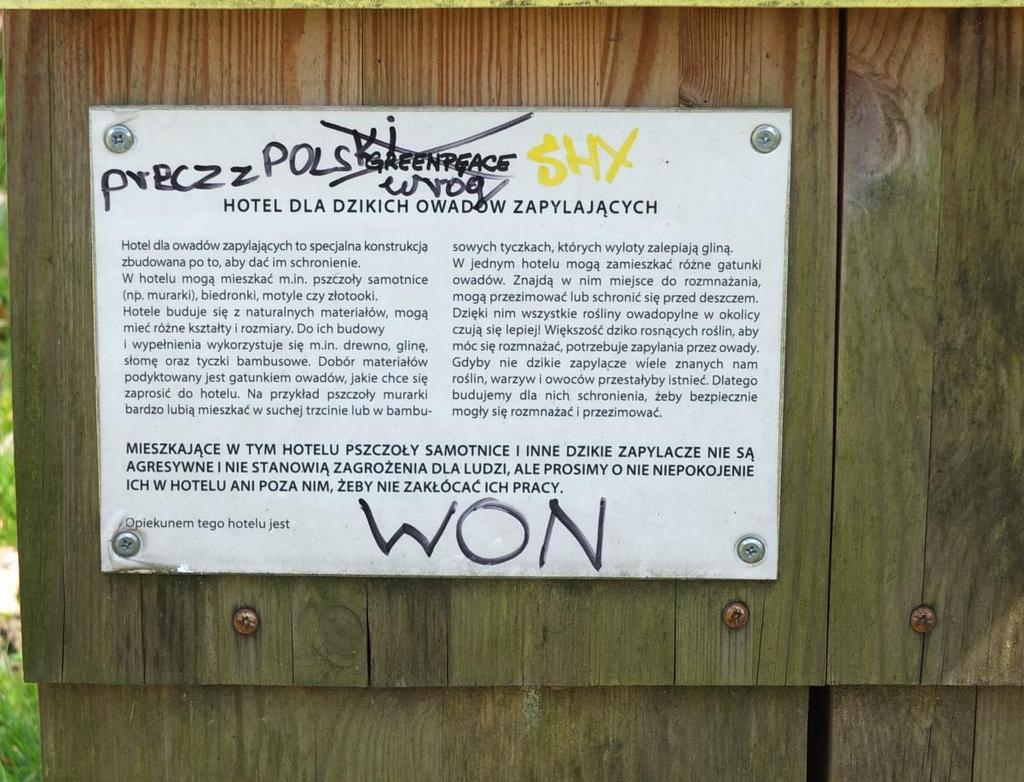 PRECZ z POLSki
GREENPEACE
wróg
SHX
HOTEL DLA DZIKICH OWADÓW ZAPYLAJĄCYCH
Hotel dla owadów zapylających to specjalna konstrukcja
zbudowana po to, aby dać im schronienie.
W hotelu mogą mieszkać m.in. pszczoły samotnice
(np. murarki), biedronki, motyle czy złotooki.
Hotele buduje się z naturalnych materiałów, mogą
mieć różne kształty i rozmiary. Do ich budowy
i wypełnienia wykorzystuje się m.in. drewno, glinę,
słomę oraz tyczki bambusowe. Dobór materiałów
podyktowany jest gatunkiem owadów, jakie chce się
zaprosić do hotelu. Na przykład pszczoły murarki
bardzo lubią mieszkać w suchej trzcinie lub w bambu-
sowych tyczkach, których wyloty zalepiają gliną.
W jednym hotelu mogą zamieszkać różne gatunki
owadów. Znajdą w nim miejsce do rozmnażania,
mogą przezimować lub schronić się przed deszczem.
Dzięki nim wszystkie rośliny owadopylne w okolicy
czują się lepiej! Większość dziko rosnących roślin, aby
móc się rozmnażać, potrzebuje zapylania przez owady.
Gdyby nie dzikie zapylacze wiele znanych nam
roślin, warzyw i owoców przestałyby istnieć. Dlatego
budujemy dla nich schronienia, żeby bezpiecznie
mogły się rozmnażać i przezimować.
MIESZKAJĄCE W TYM HOTELU PSZCZOŁY SAMOTNICE I INNE DZIKIE ZAPYLACZE NIE SĄ
AGRESYWNE I NIE STANOWIĄ ZAGROŻENIA DLA LUDZI, ALE PROSIMY O NIE NIEPOKOJENIE
ICH W HOTELU ANI POZA NIM, ŻEBY NIE ZAKŁÓCAĆ ICH PRACY.
Opiekunem tego hotelu jest
WON